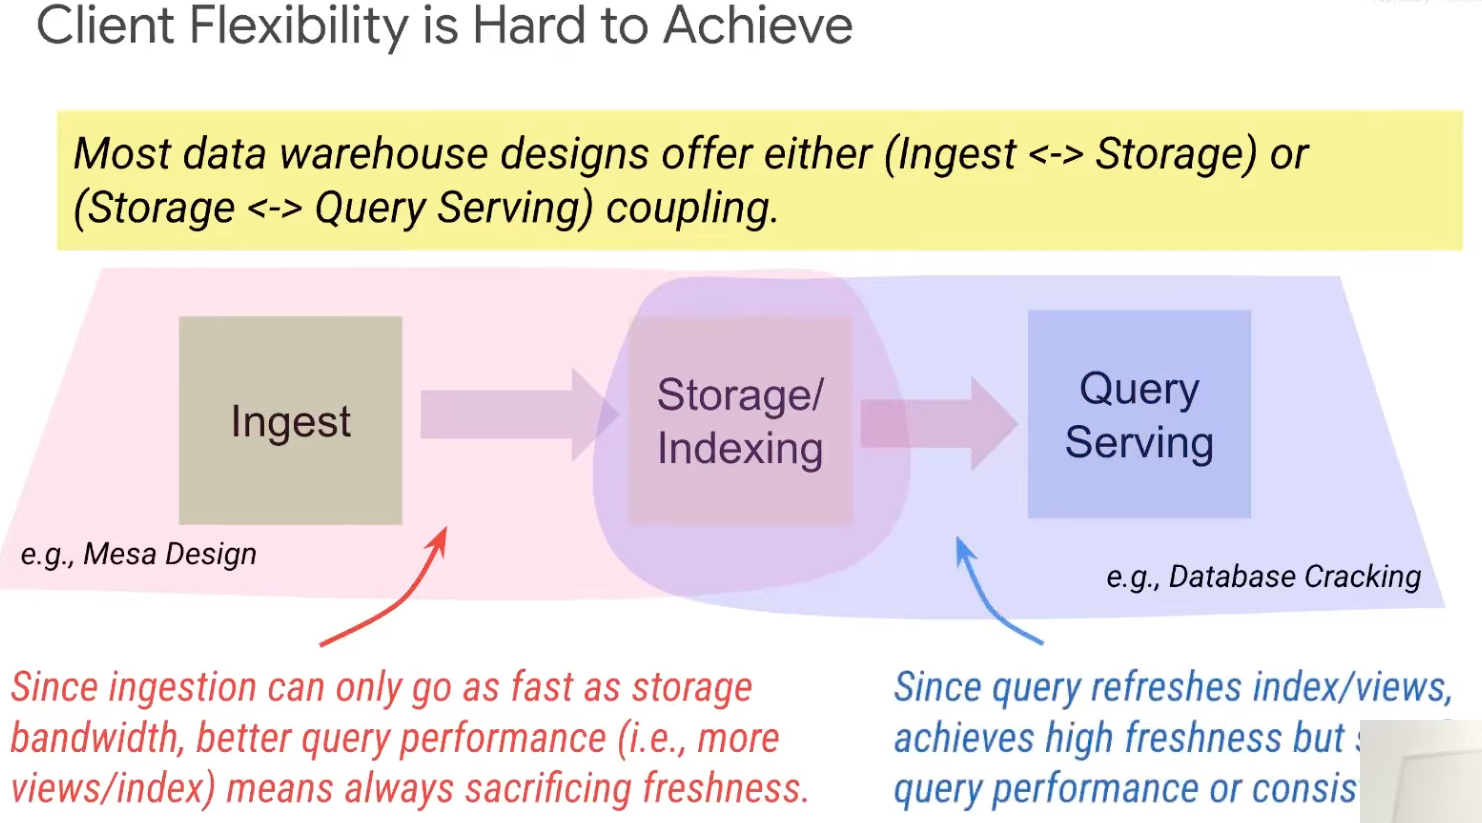 Client Flexibility is Hard to Achieve
Most data warehouse designs offer either (Ingest <-> Storage) or
(Storage <-> Query Serving) coupling.
Ingest
Storage/
Indexing
Query
Serving
e.g., Mesa Design
e.g., Database Cracking
Since ingestion can only go as fast as storage
bandwidth, better query performance (i.e., more
views/index) means always sacrificing freshness.
Since query refreshes index/views,
achieves high freshness but
query performance or